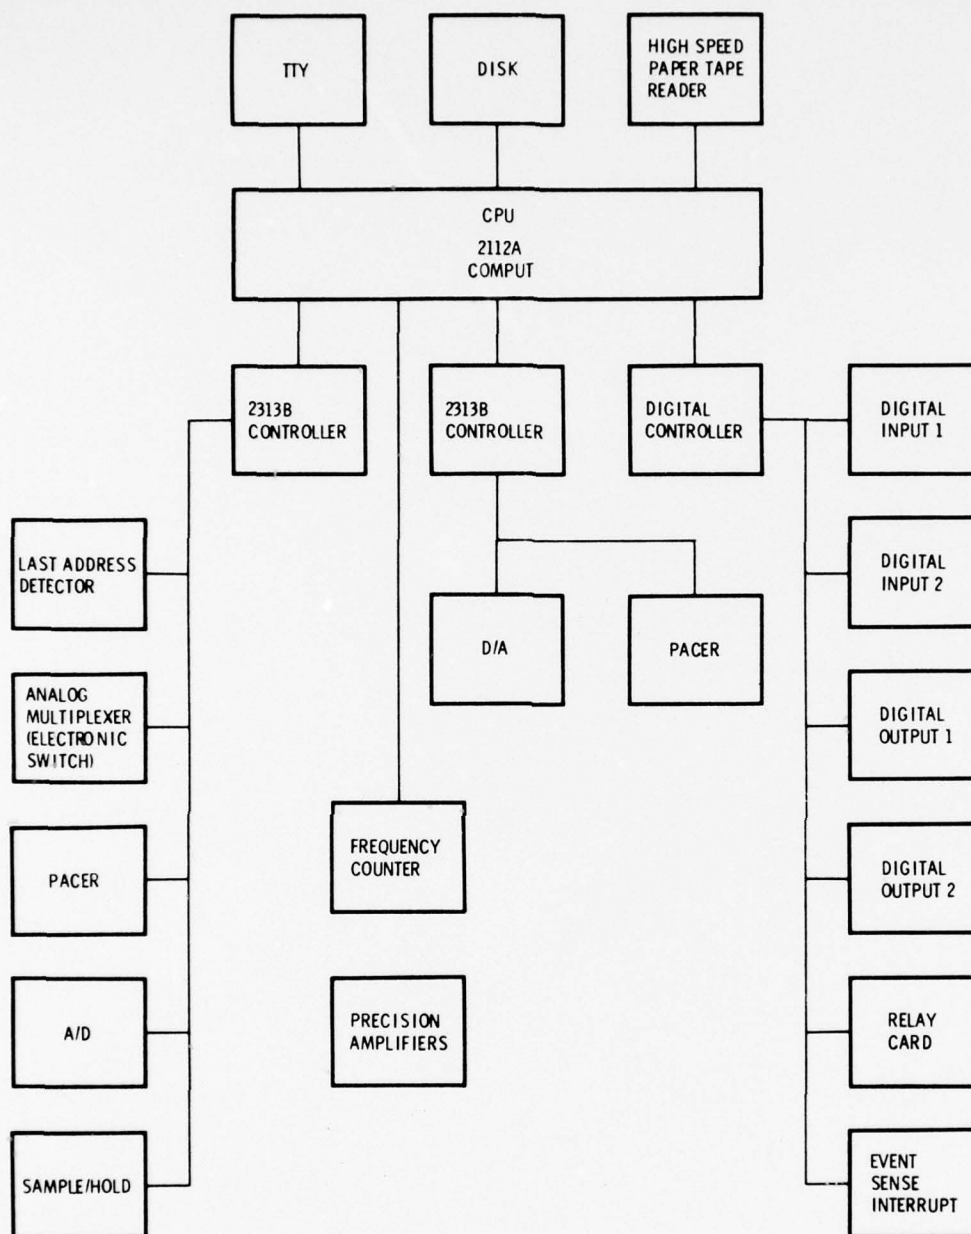 TTY
DISK
HIGH SPEED
PAPER TAPE
READER
CPU
2112A
COMPUT
2313B
CONTROLLER
2313B
CONTROLLER
DIGITAL
CONTROLLER
DIGITAL
INPUT 1
LAST ADDRESS
DETECTOR
DIGITAL
INPUT 2
D/A
PACER
ANALOG
MULTIPLEXER
(ELECTRONIC
SWITCH)
DIGITAL
OUTPUT 1
PACER
FREQUENCY
COUNTER
DIGITAL
OUTPUT 2
A/D
PRECISION
AMPLIFIERS
RELAY
CARD
SAMPLE/HOLD
EVENT
SENSE
INTERRUPT